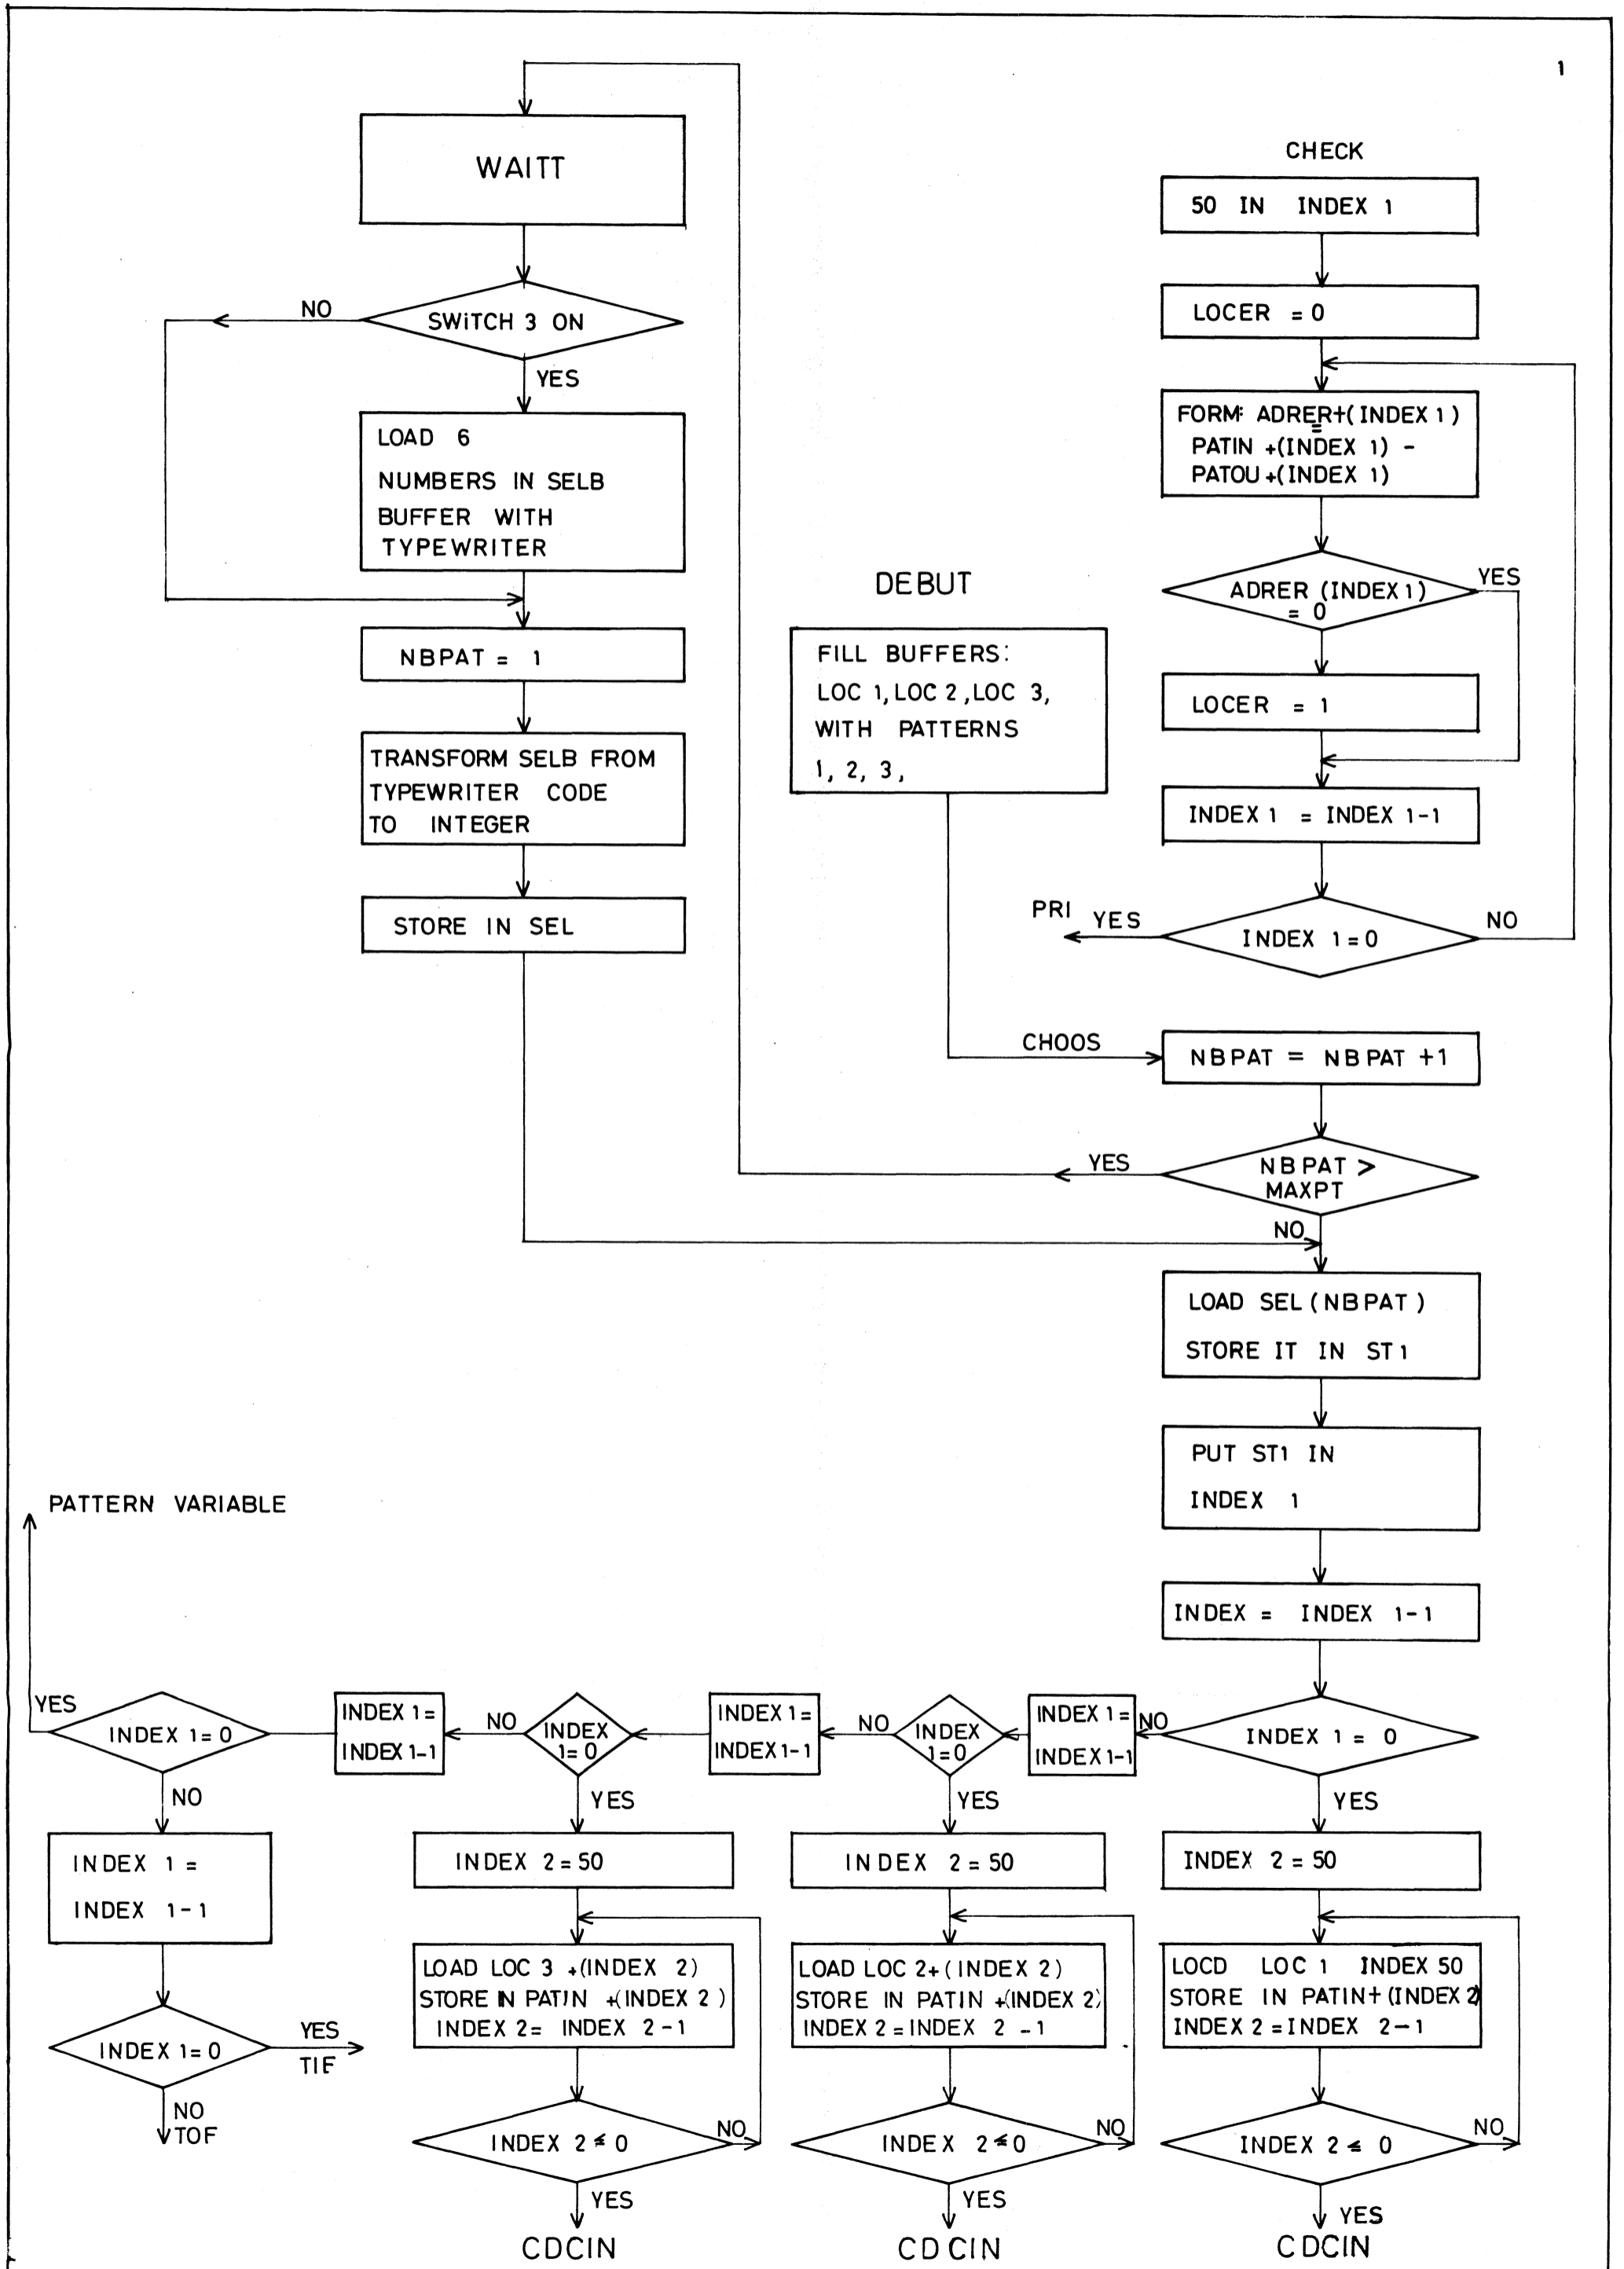 1
WAITT
SWITCH 3 ON
NO
YES
LOAD 6
NUMBERS IN SELB
BUFFER WITH
TYPEWRITER
NBPAT = 1
TRANSFORM SELB FROM
TYPEWRITER CODE
TO INTEGER
STORE IN SEL
DEBUT
FILL BUFFERS:
LOC 1, LOC 2, LOC 3,
WITH PATTERNS
1, 2, 3,
CHOOS
CHECK
50 IN INDEX 1
LOCER = 0
FORM: ADRER+(INDEX 1)
=
PATIN +(INDEX 1) -
PATOU +(INDEX 1)
ADRER (INDEX 1)
= 0
YES
LOCER = 1
INDEX 1 = INDEX 1-1
INDEX 1=0
PRI YES
NO
NBPAT = NBPAT +1
NBPAT >
MAXPT
YES
NO
LOAD SEL (NBPAT)
STORE IT IN ST1
PUT ST1 IN
INDEX 1
INDEX = INDEX 1-1
INDEX 1 = 0
NO
YES
INDEX 2 = 50
LOCD LOC 1 INDEX 50
STORE IN PATIN+(INDEX 2)
INDEX 2 = INDEX 2-1
INDEX 2 ≤ 0
NO
YES
CDCIN
INDEX 1 =
INDEX 1-1
INDEX
1=0
NO
YES
INDEX 2 = 50
LOAD LOC 2+(INDEX 2)
STORE IN PATIN +(INDEX 2)
INDEX 2 = INDEX 2 -1
INDEX 2 ≤ 0
NO
YES
CDCIN
INDEX 1 =
INDEX 1-1
INDEX
1=0
NO
YES
INDEX 2 = 50
LOAD LOC 3 +(INDEX 2)
STORE IN PATIN +(INDEX 2)
INDEX 2 = INDEX 2-1
INDEX 2 ≤ 0
NO
YES
CDCIN
INDEX 1 =
INDEX 1-1
INDEX 1=0
YES
PATTERN VARIABLE
NO
INDEX 1 =
INDEX 1-1
INDEX 1=0
YES
TIF
NO
TOF